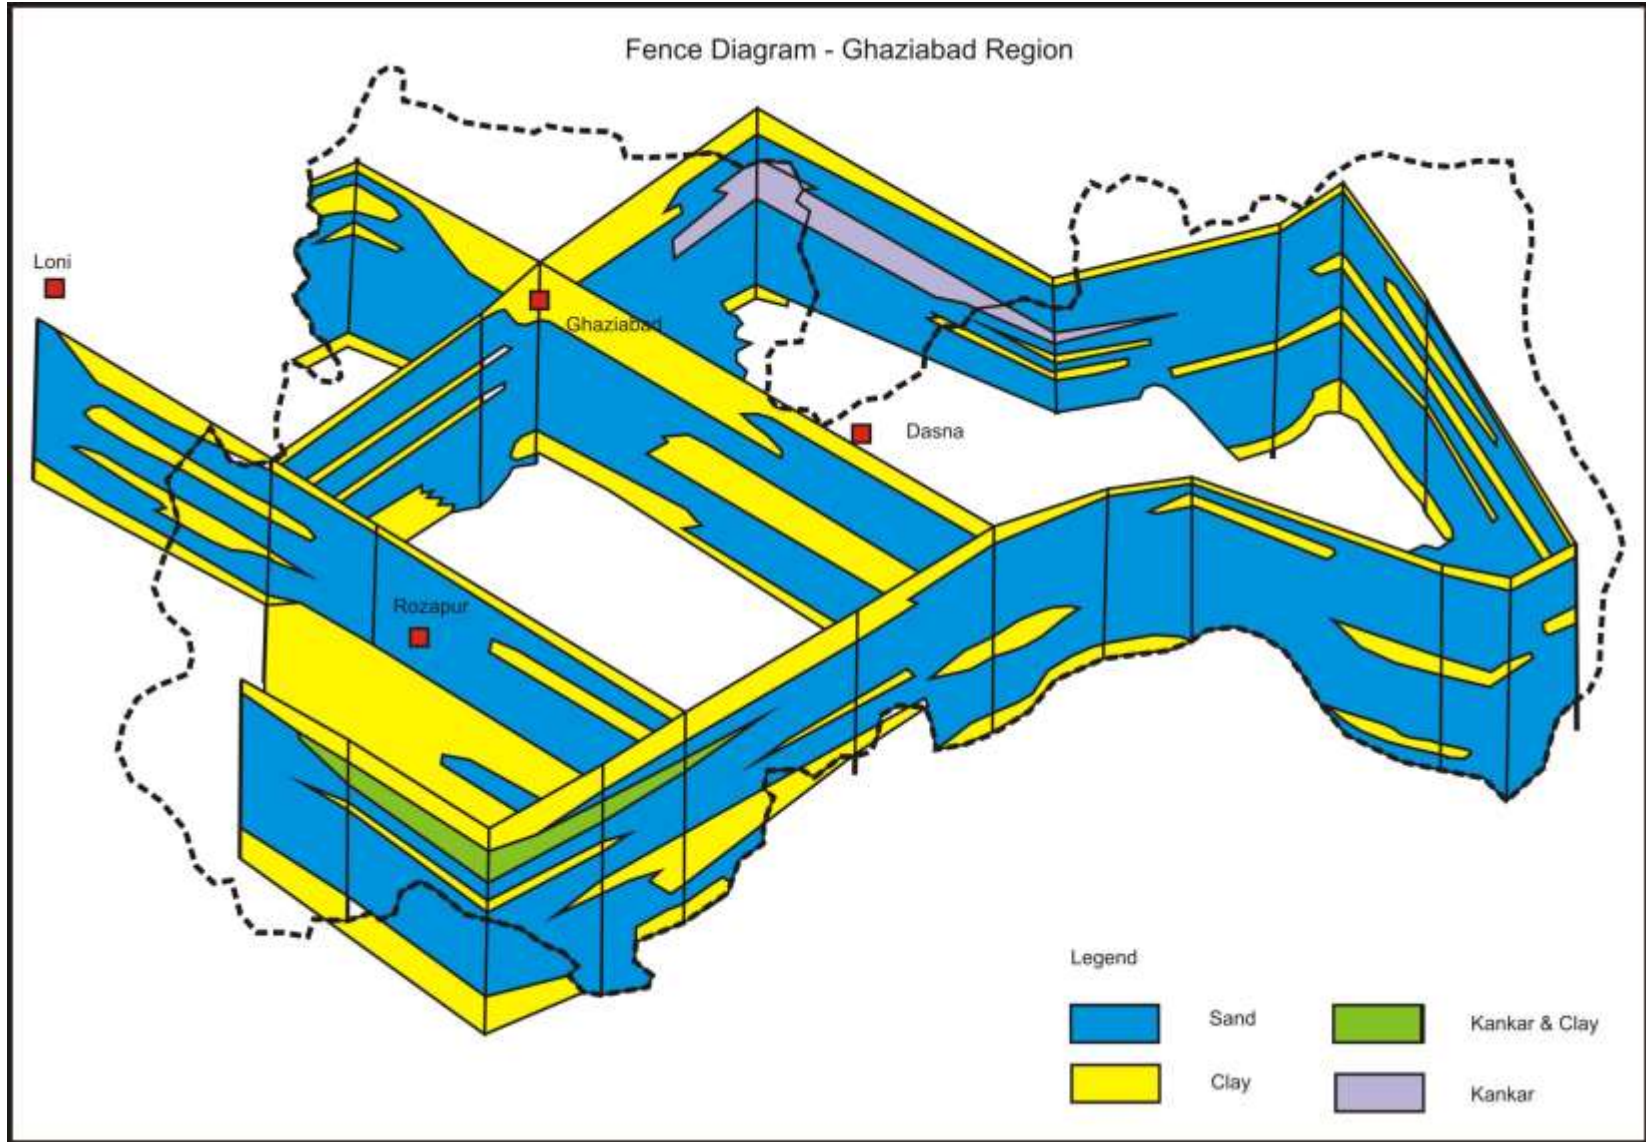 Fence Diagram - Ghaziabad Region
Loni
Ghaziabad
Dasna
Rozapur
Legend
Sand
Kankar & Clay
Clay
Kankar